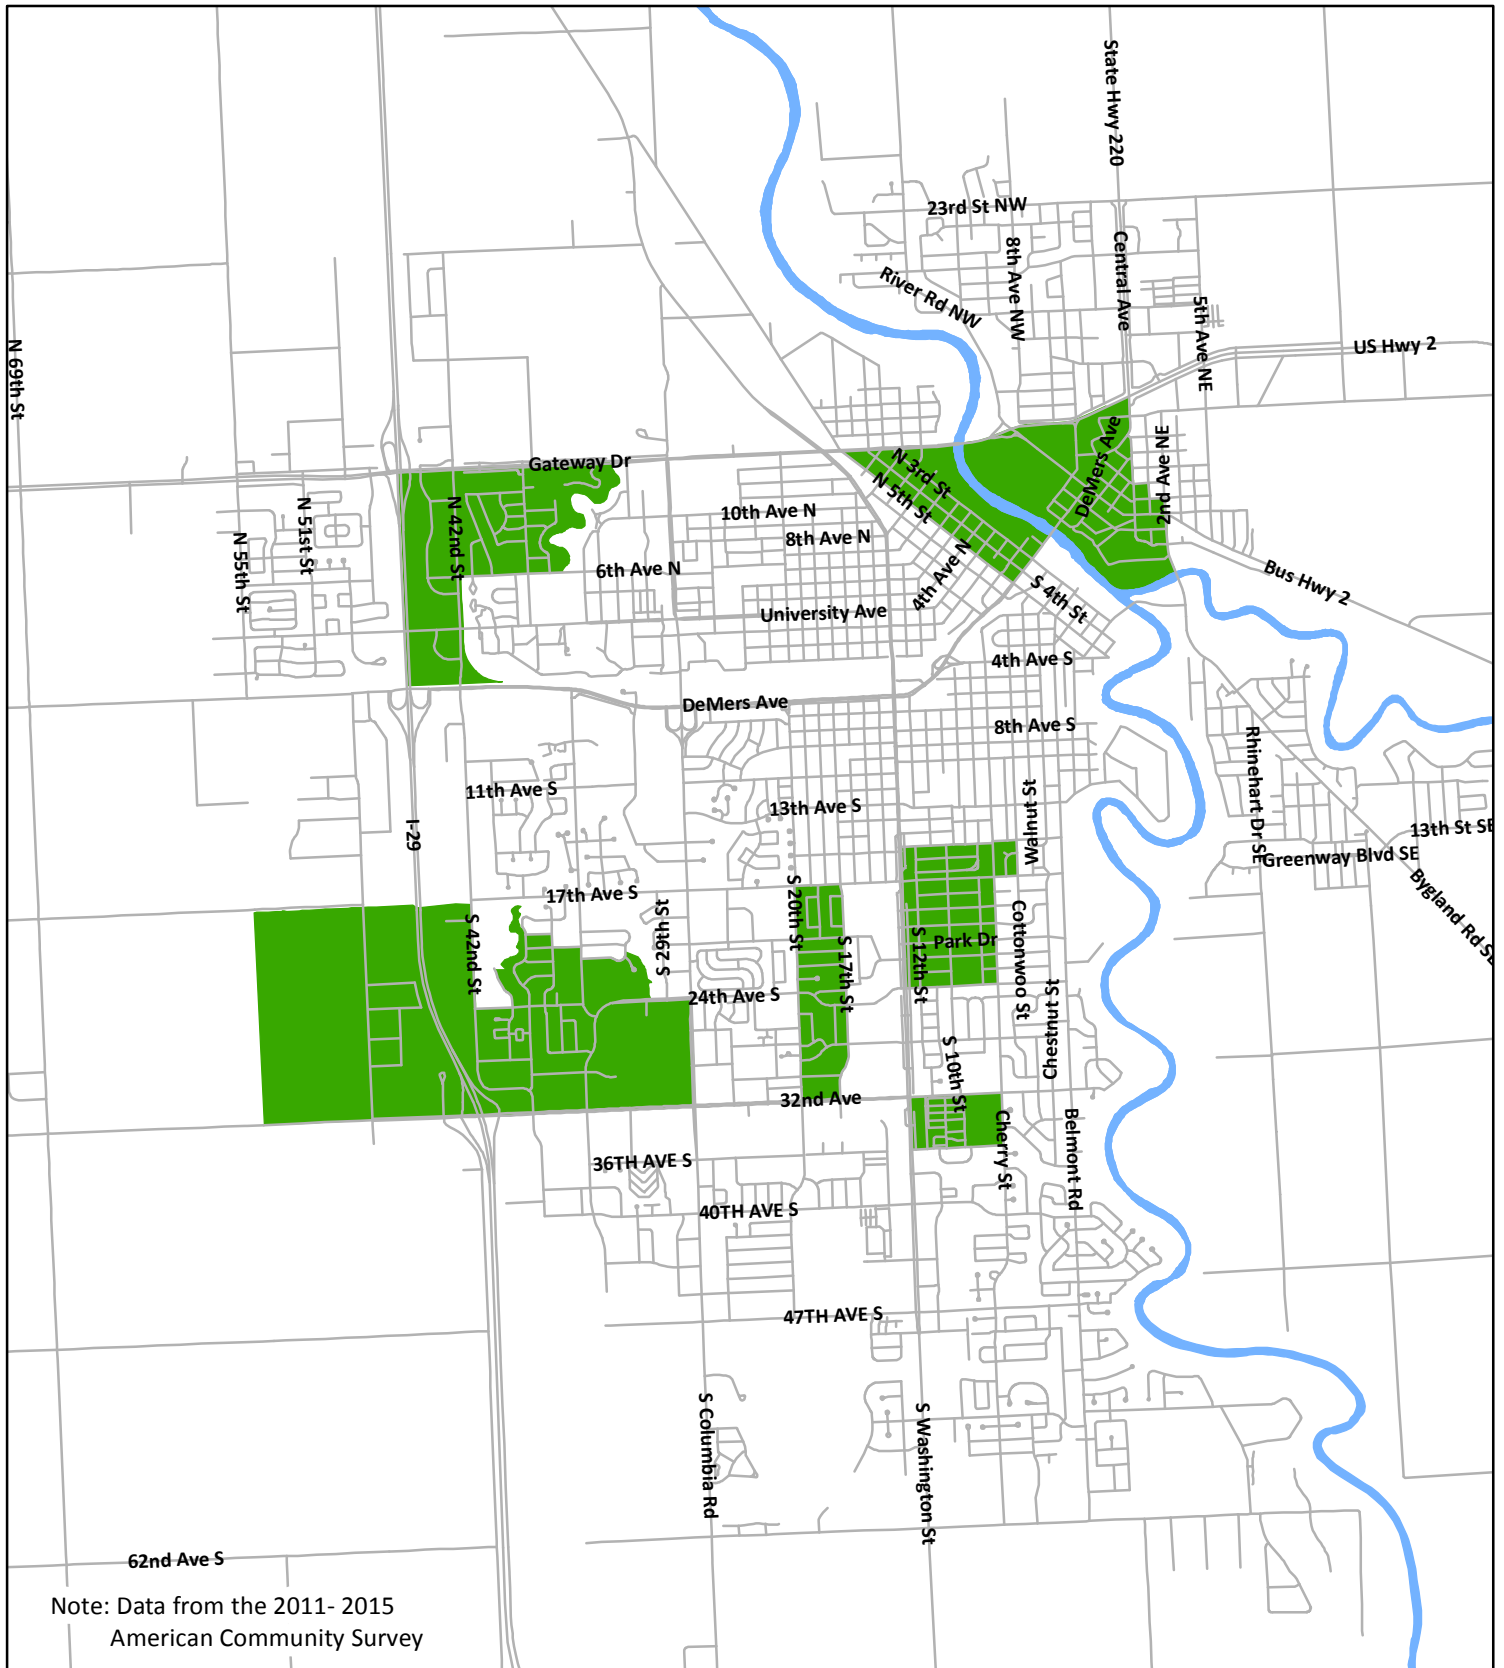 State Hwy 220
23rd St NW
8th Ave NW
Central Ave
River Rd NW
5th Ave NE
US Hwy 2
N 69th St
Gateway Dr
N 3rd St
N 5th St
DeMers Ave
2nd Ave NE
N 42nd St
N 51st St
N 55th St
10th Ave N
8th Ave N
6th Ave N
4th Ave N
University Ave
S 4th St
Bus Hwy 2
4th Ave S
DeMers Ave
8th Ave S
11th Ave S
13th Ave S
I-29
Walnut St
Rhinehart Dr SE
13th St SE
Greenway Blvd SE
Bygland Rd SE
17th Ave S
S 20th St
S 29th St
S 42nd St
S 17th St
S 12th St
Park Dr
Cottonwoo St
24th Ave S
Chestnut St
S 10th St
32nd Ave
Cherry St
Belmont Rd
36TH AVE S
40TH AVE S
47TH AVE S
S Columbia Rd
S Washington St
62nd Ave S
Note: Data from the 2011- 2015
American Community Survey